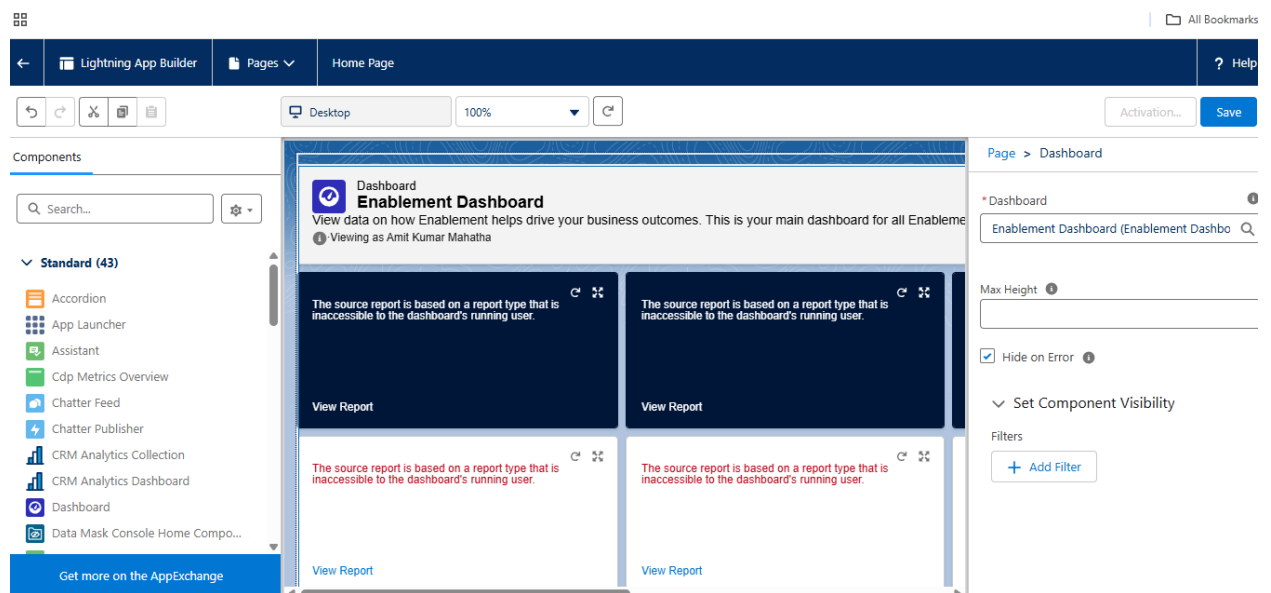 All Bookmarks
Lightning App Builder
Pages
Home Page
? Help
Desktop
100%
Activation...
Save
Components
Search...
Standard (43)
Accordion
App Launcher
Assistant
Cdp Metrics Overview
Chatter Feed
Chatter Publisher
CRM Analytics Collection
CRM Analytics Dashboard
Dashboard
Data Mask Console Home Compo...
Get more on the AppExchange
Dashboard
Enablement Dashboard
View data on how Enablement helps drive your business outcomes. This is your main dashboard for all Enableme
Viewing as Amit Kumar Mahatha
The source report is based on a report type that is
inaccessible to the dashboard's running user.
View Report
The source report is based on a report type that is
inaccessible to the dashboard's running user.
View Report
The source report is based on a report type that is
inaccessible to the dashboard's running user.
View Report
The source report is based on a report type that is
inaccessible to the dashboard's running user.
View Report
Page > Dashboard
*Dashboard
Enablement Dashboard (Enablement Dashbo
Max Height
Hide on Error
Set Component Visibility
Filters
+ Add Filter